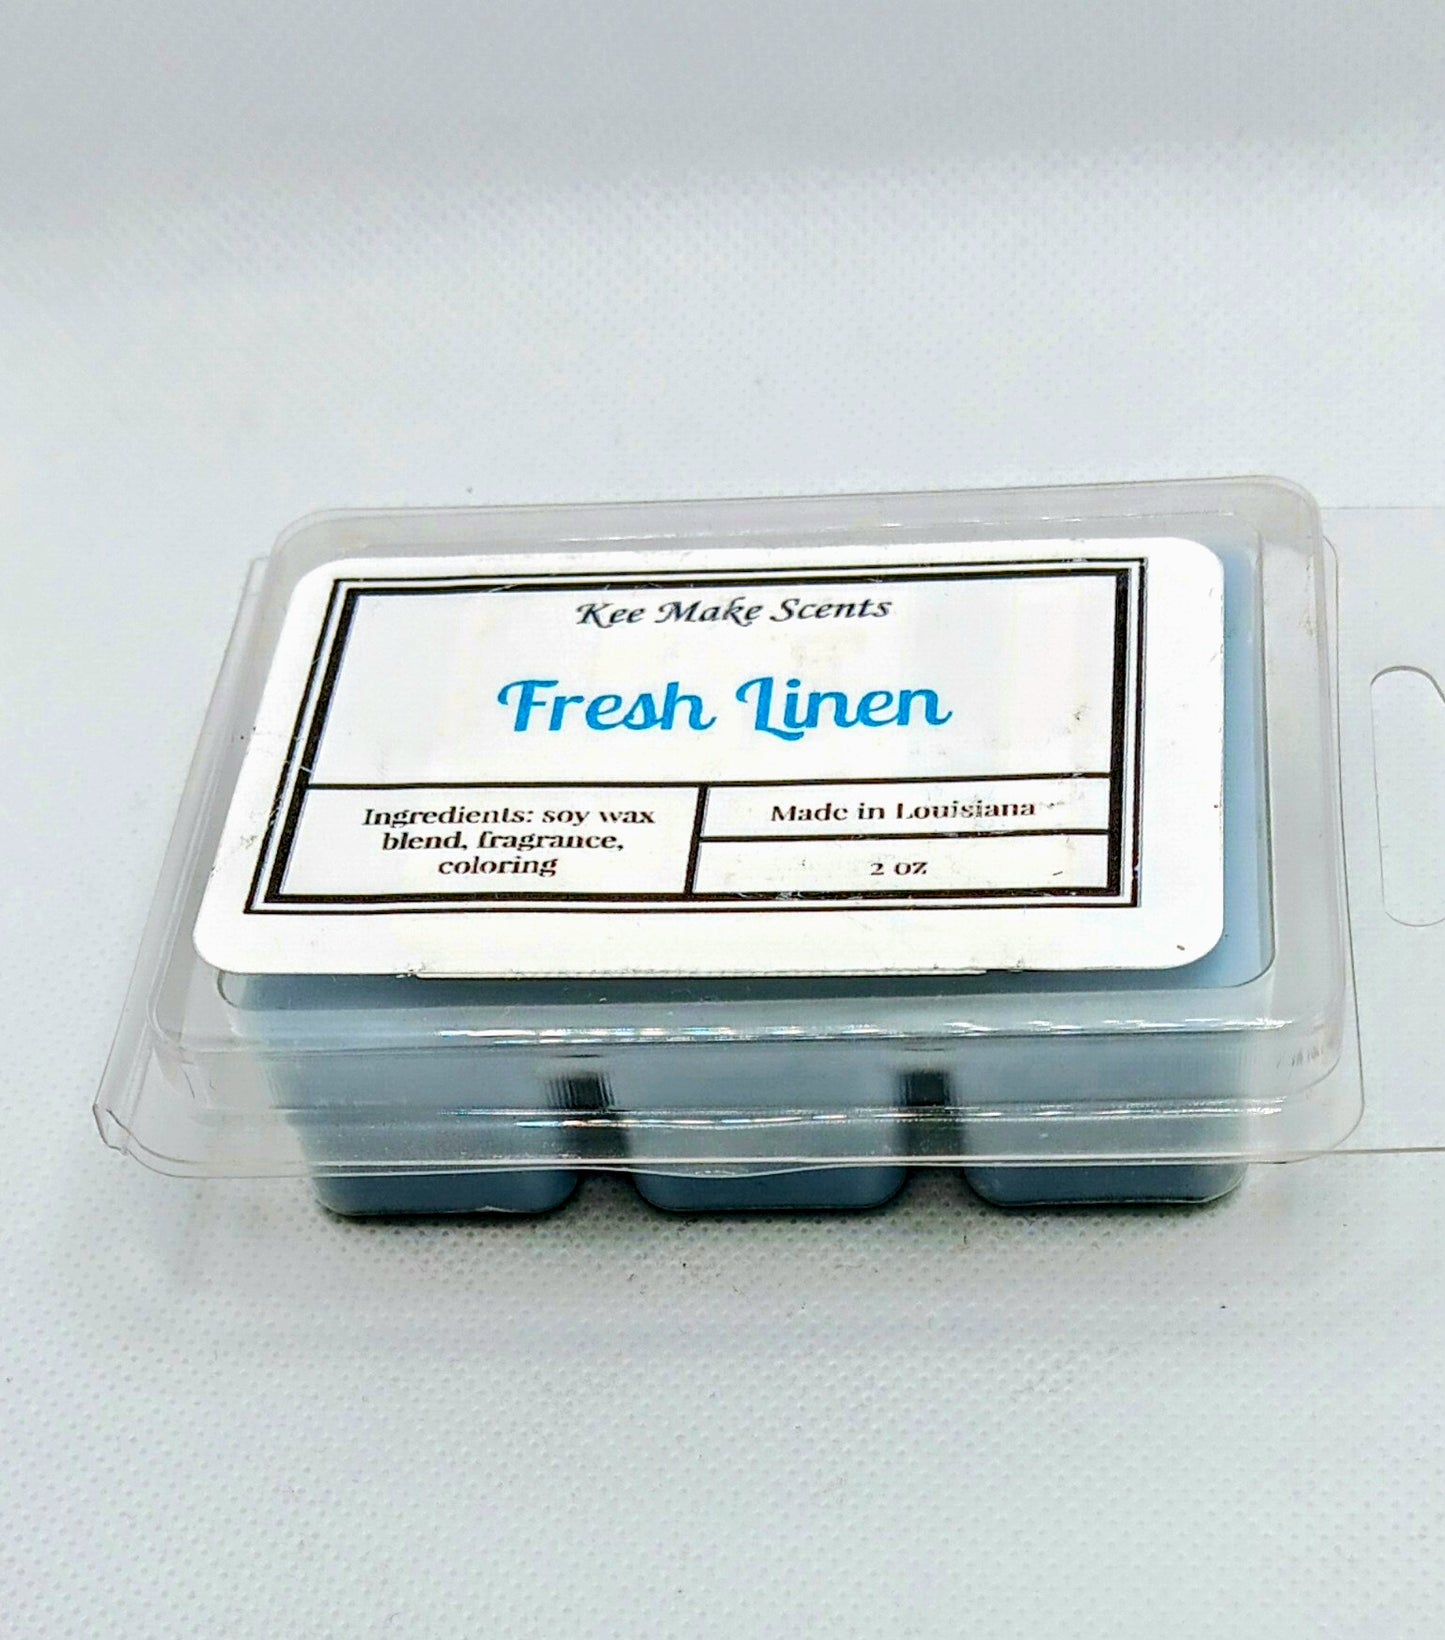 Kee Make Scents
Fresh Linen
Ingredients: soy wax
blend, fragrance,
coloring
Made in Louisiana
2 oz